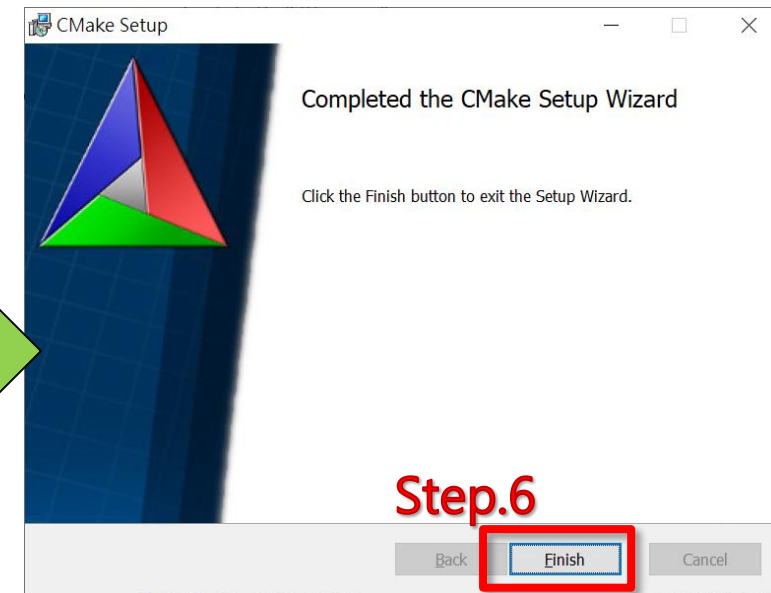 CMake Setup
Completed the CMake Setup Wizard
Click the Finish button to exit the Setup Wizard.
Step.6
Back Finish Cancel